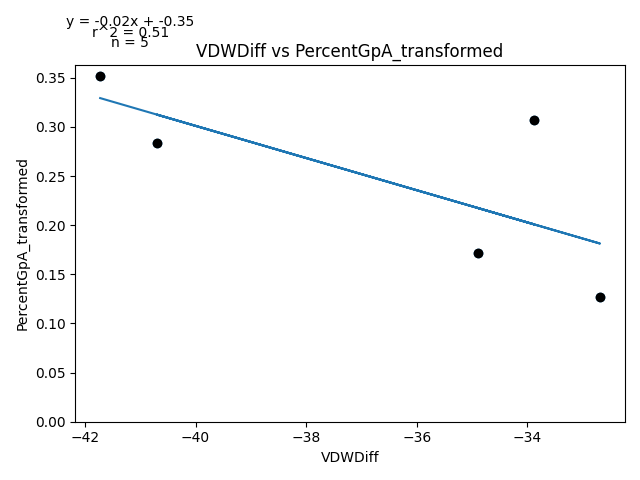 y = -0.02x + -0.35
r^2 = 0.51
n = 5
VDWDiff vs PercentGpA_transformed
PercentGpA_transformed
0.35
0.30
0.25
0.20
0.15
0.10
0.05
0.00
−42
−40
−38
−36
−34
VDWDiff